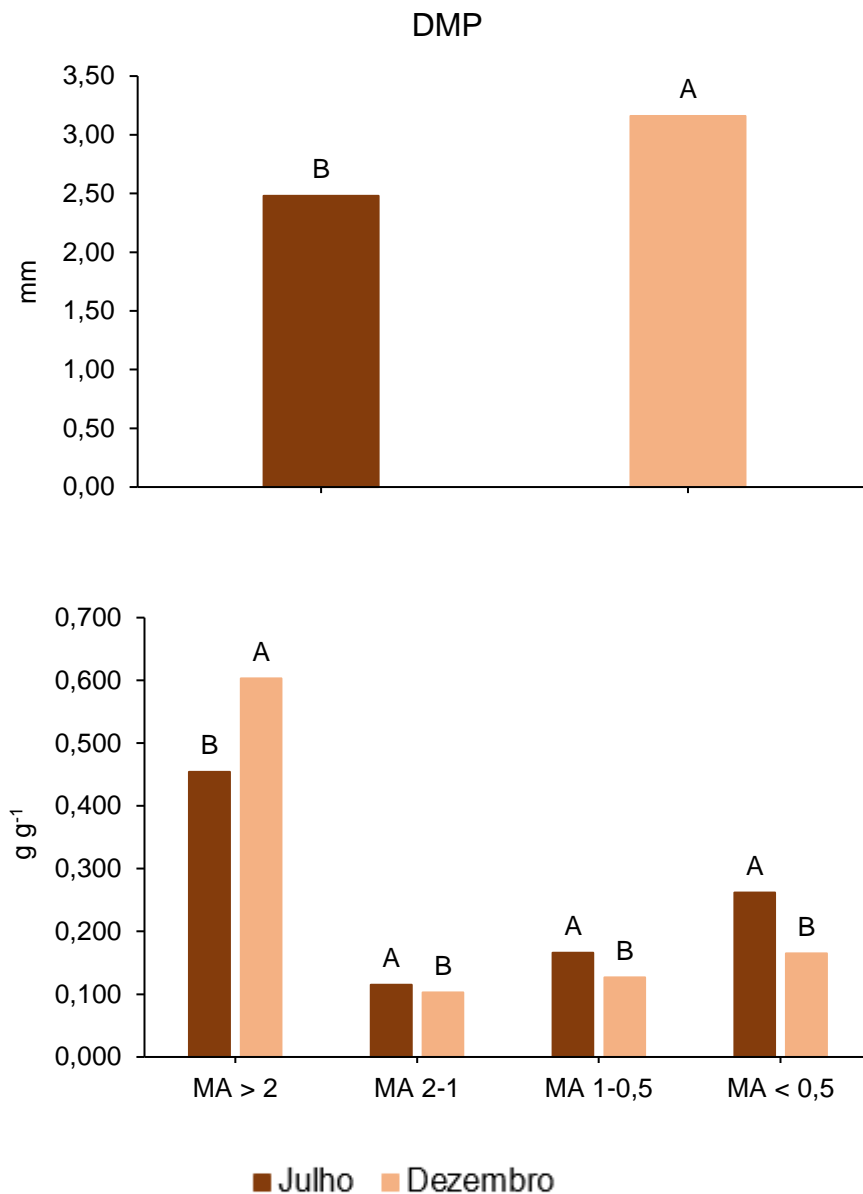 DMP
3,50
3,00
2,50
2,00
1,50
1,00
0,50
0,00
mm
B
A
0,700
0,600
0,500
0,400
0,300
0,200
0,100
0,000
g g⁻¹
B
A
A
B
A
B
A
B
MA > 2
MA 2-1
MA 1-0,5
MA < 0,5
Julho Dezembro